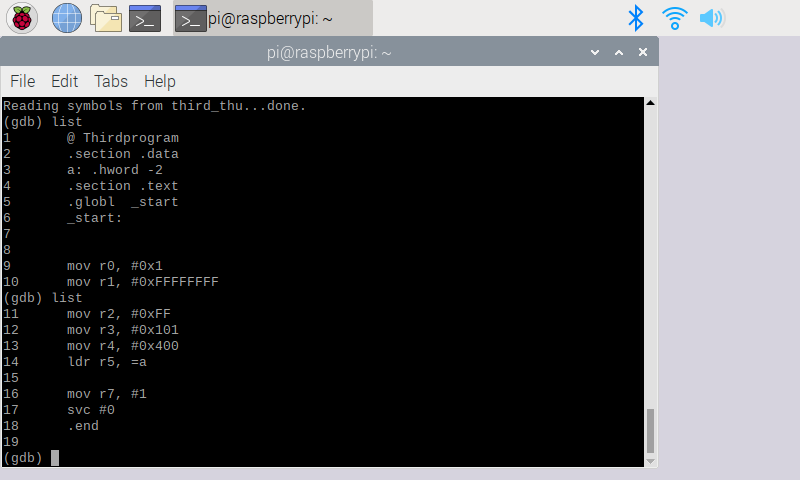 pi@raspberrypi: ~
pi@raspberrypi: ~
File Edit Tabs Help
Reading symbols from third_thu...done.
(gdb) list
1 @ Thirdprogram
2 .section .data
3 a: .hword -2
4 .section .text
5 .globl _start
6 _start:
7
8
9 mov r0, #0x1
10 mov r1, #0xFFFFFFFF
(gdb) list
11 mov r2, #0xFF
12 mov r3, #0x101
13 mov r4, #0x400
14 ldr r5, =a
15
16 mov r7, #1
17 svc #0
18 .end
19
(gdb)